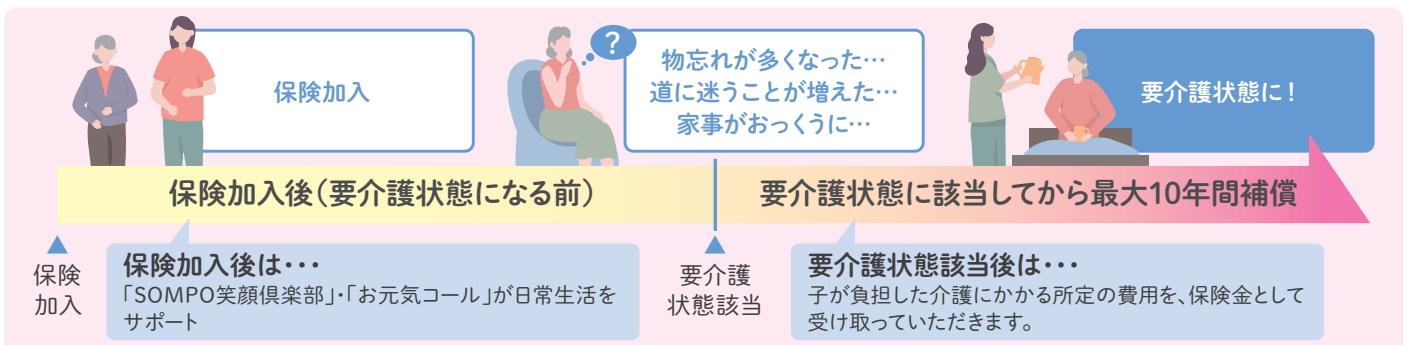 保険加入
?
物忘れが多くなった…
道に迷うことが増えた…
家事がおっくうに…
要介護状態に！
保険加入後（要介護状態になる前）
要介護状態に該当してから最大10年間補償
保険
加入
保険加入後は・・・
「SOMPO笑顔倶楽部」・「お元気コール」が日常生活を
サポート
要介護
状態該当
要介護状態該当後は・・・
子が負担した介護にかかる所定の費用を、保険金として
受け取っていただきます。